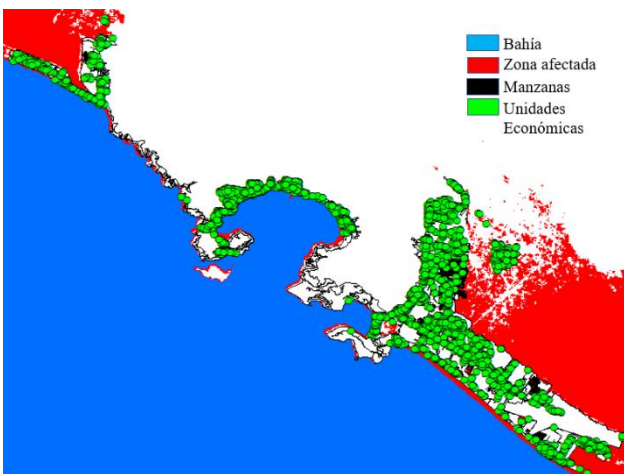 Bahía
Zona afectada
Manzanas
Unidades
Económicas